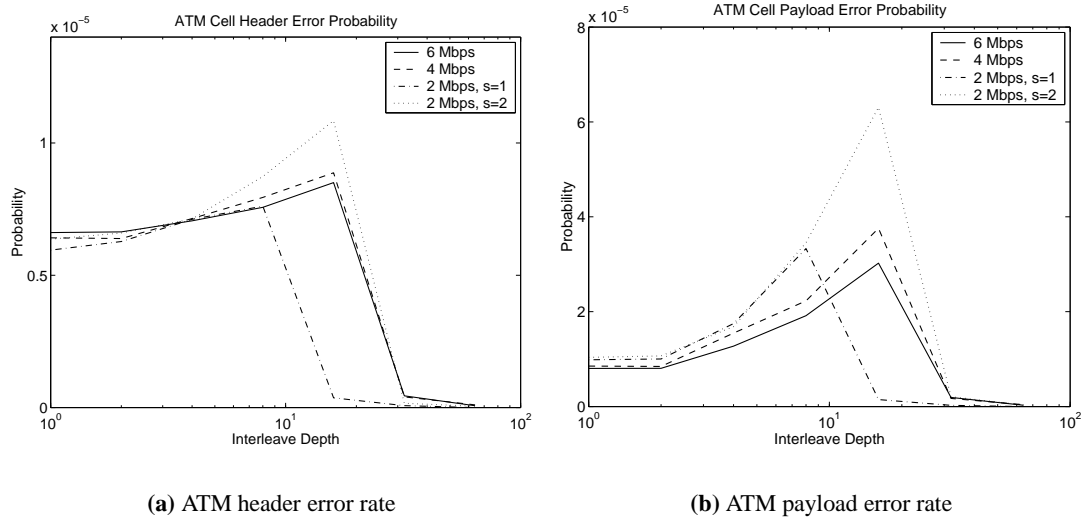 ATM Cell Header Error Probability
x 10⁻⁵
6 Mbps
4 Mbps
2 Mbps, s=1
2 Mbps, s=2
1
0.5
0
Probability
10⁰
10¹
10²
Interleave Depth
(a) ATM header error rate
ATM Cell Payload Error Probability
x 10⁻⁵
8
6 Mbps
4 Mbps
2 Mbps, s=1
2 Mbps, s=2
6
4
2
0
Probability
10⁰
10¹
10²
Interleave Depth
(b) ATM payload error rate